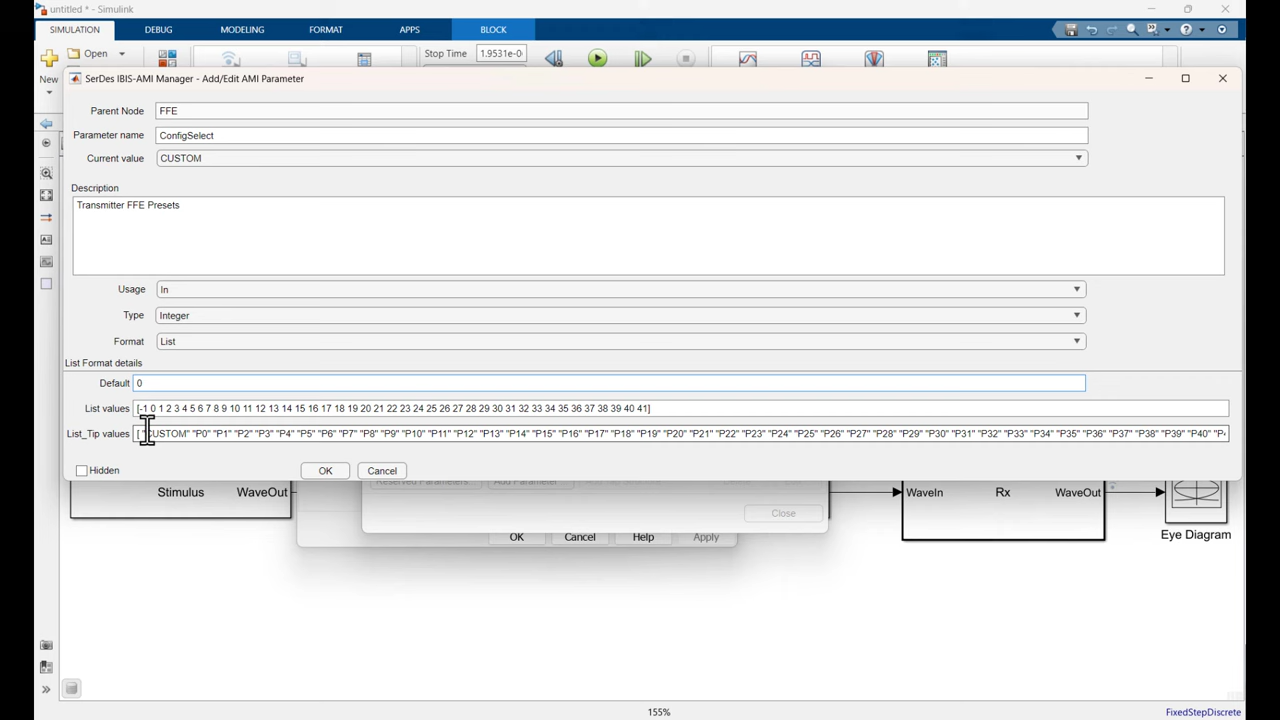 untitled * - Simulink
SIMULATION DEBUG MODELING FORMAT APPS BLOCK
New Open Stop Time 1.9531e-0
SerDes IBIS-AMI Manager - Add/Edit AMI Parameter
Parent Node FFE
Parameter name ConfigSelect
Current value CUSTOM
Description
Transmitter FFE Presets
Usage In
Type Integer
Format List
List Format details
Default 0
List values [-1 0 1 2 3 4 5 6 7 8 9 10 11 12 13 14 15 16 17 18 19 20 21 22 23 24 25 26 27 28 29 30 31 32 33 34 35 36 37 38 39 40 41]
List_Tip values ["CUSTOM" "P0" "P1" "P2" "P3" "P4" "P5" "P6" "P7" "P8" "P9" "P10" "P11" "P12" "P13" "P14" "P15" "P16" "P17" "P18" "P19" "P20" "P21" "P22" "P23" "P24" "P25" "P26" "P27" "P28" "P29" "P30" "P31" "P32" "P33" "P34" "P35" "P36" "P37" "P38" "P39" "P40"
Hidden OK Cancel
Reserved Parameters... Add Parameter...
Stimulus WaveOut WaveIn Rx WaveOut
Close
Eye Diagram
OK Cancel Help Apply
155% FixedStepDiscrete